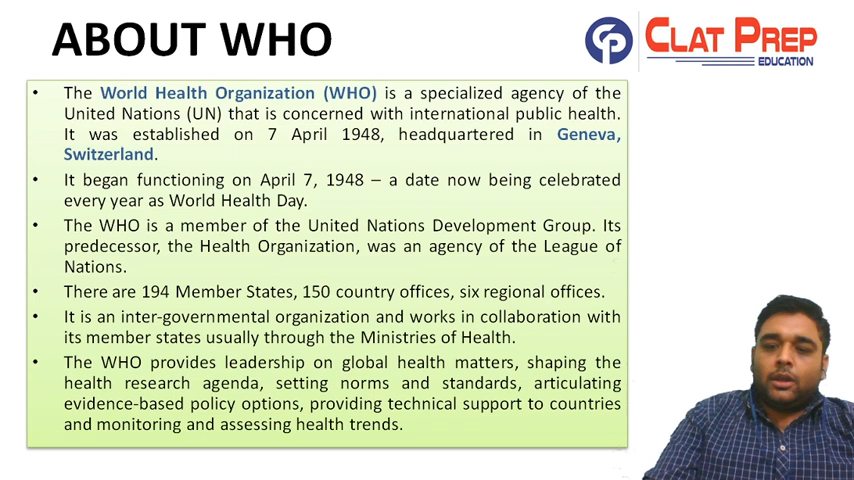 ABOUT WHO
CLAT PREP
EDUCATION
• The World Health Organization (WHO) is a specialized agency of the
United Nations (UN) that is concerned with international public health.
It was established on 7 April 1948, headquartered in Geneva,
Switzerland.
• It began functioning on April 7, 1948 – a date now being celebrated
every year as World Health Day.
• The WHO is a member of the United Nations Development Group. Its
predecessor, the Health Organization, was an agency of the League of
Nations.
• There are 194 Member States, 150 country offices, six regional offices.
• It is an inter-governmental organization and works in collaboration with
its member states usually through the Ministries of Health.
• The WHO provides leadership on global health matters, shaping the
health research agenda, setting norms and standards, articulating
evidence-based policy options, providing technical support to countries
and monitoring and assessing health trends.